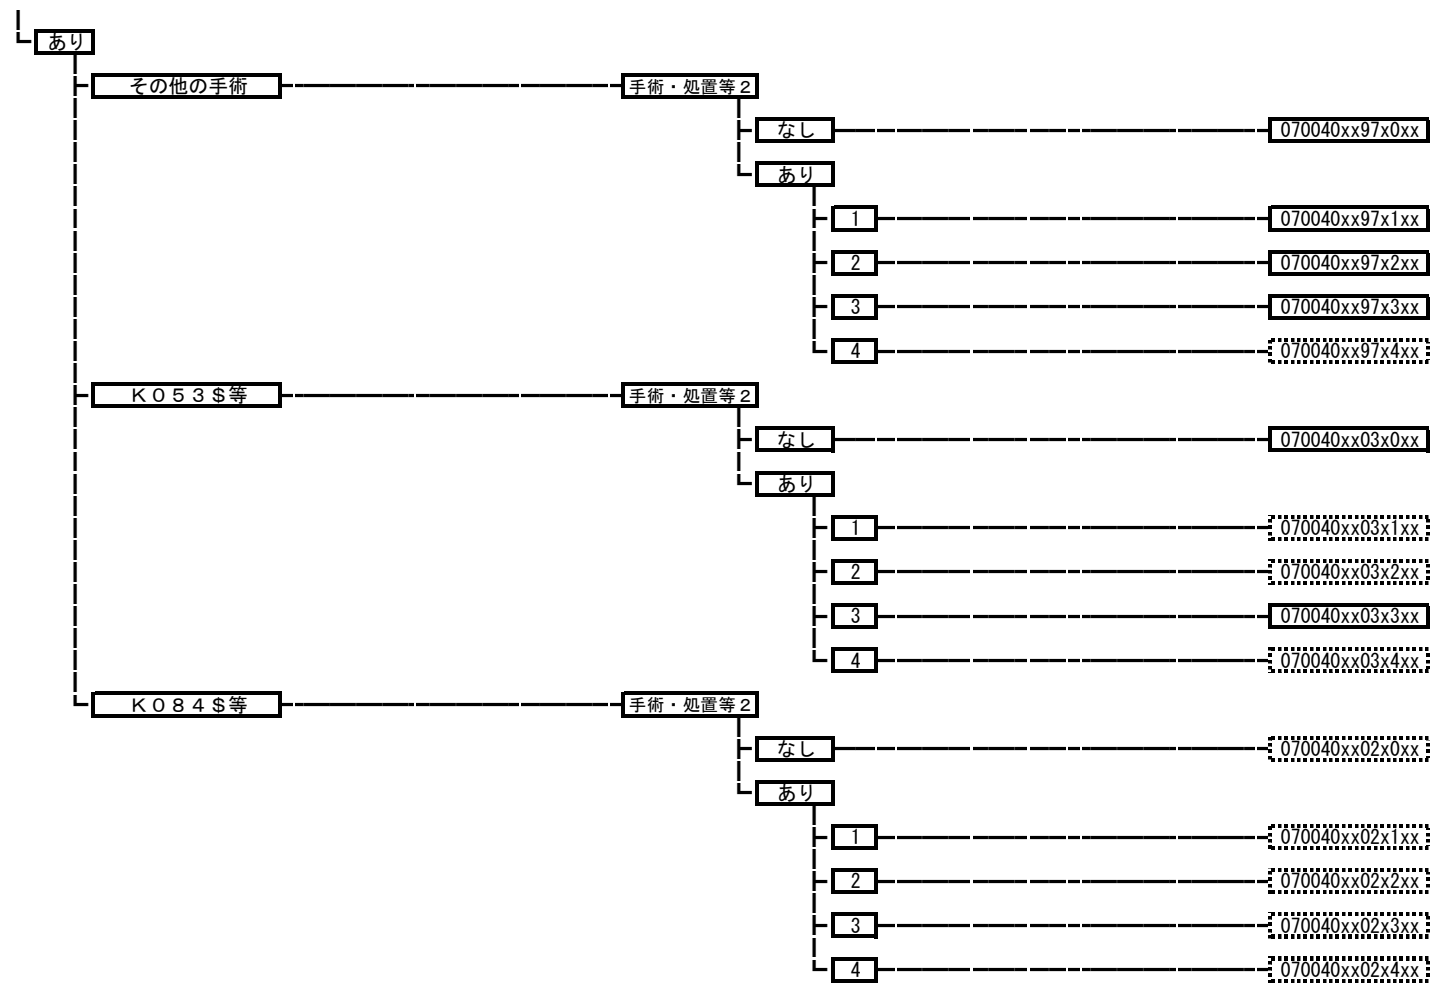 あり
その他の手術 手術・処置等２
なし 070040xx97x0xx
あり
1 070040xx97x1xx
2 070040xx97x2xx
3 070040xx97x3xx
4 070040xx97x4xx
Ｋ０５３＄等 手術・処置等２
なし 070040xx03x0xx
あり
1 070040xx03x1xx
2 070040xx03x2xx
3 070040xx03x3xx
4 070040xx03x4xx
Ｋ０８４＄等 手術・処置等２
なし 070040xx02x0xx
あり
1 070040xx02x1xx
2 070040xx02x2xx
3 070040xx02x3xx
4 070040xx02x4xx